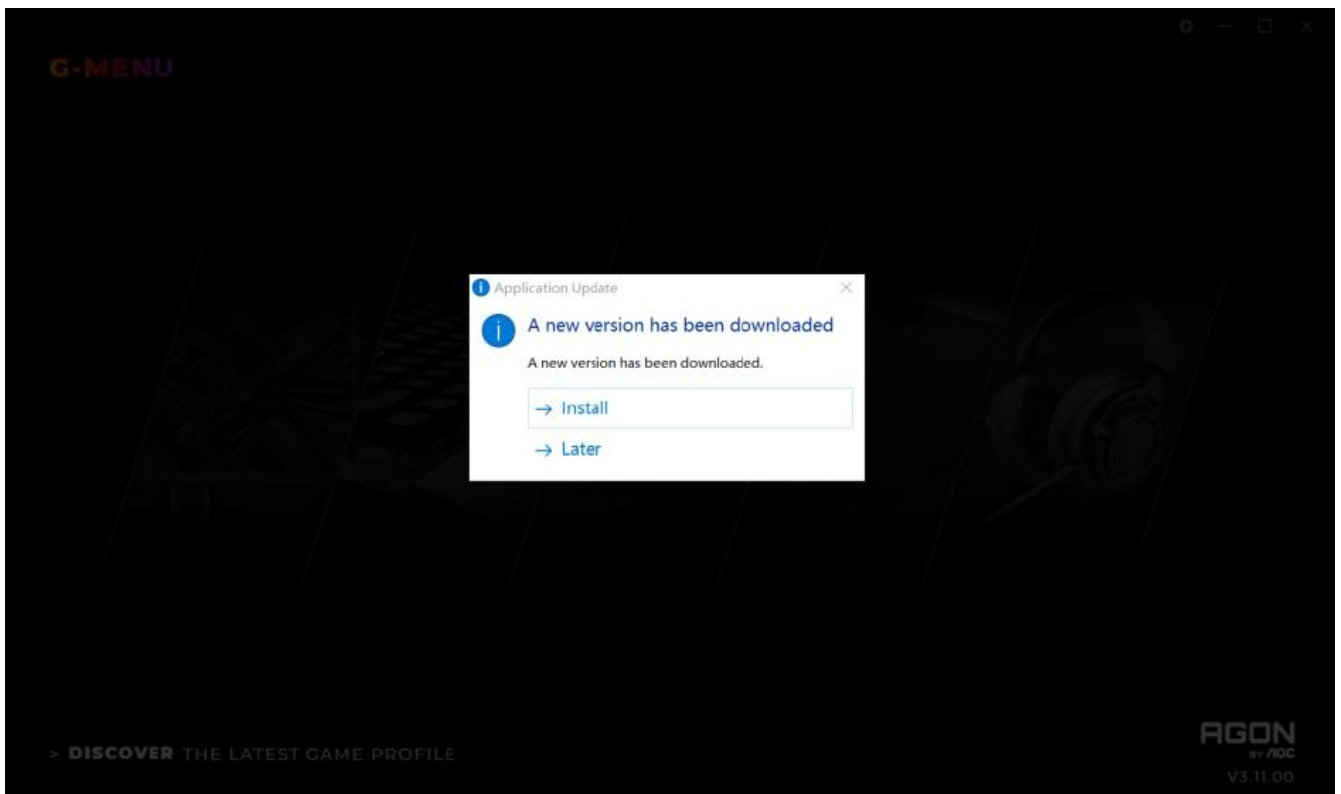 G-MENU
Application Update
A new version has been downloaded
A new version has been downloaded.
→ Install
→ Later
> DISCOVER THE LATEST GAME PROFILE
AGON
BY AOC
V3.11.00